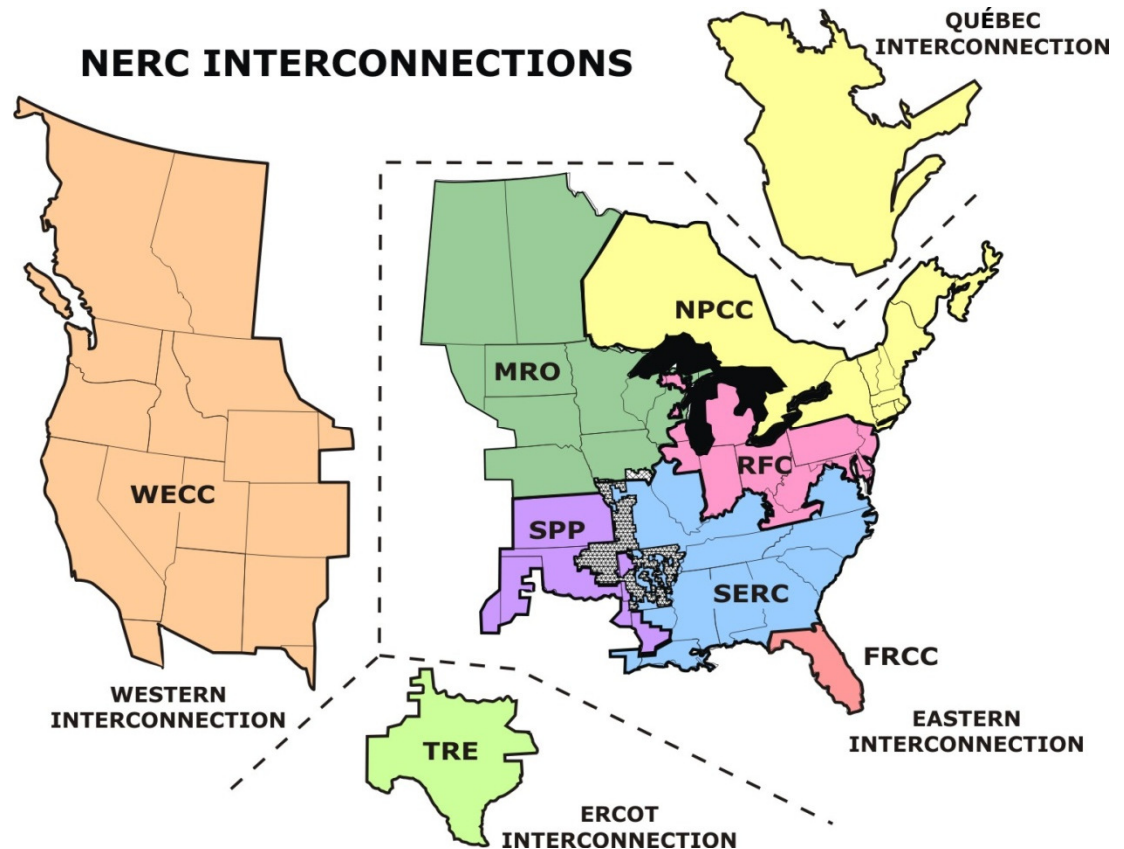 QUÉBEC
INTERCONNECTION
NERC INTERCONNECTIONS
NPCC
MRO
RFC
WECC
SPP
SERC
FRCC
WESTERN
INTERCONNECTION
EASTERN
INTERCONNECTION
TRE
ERCOT
INTERCONNECTION